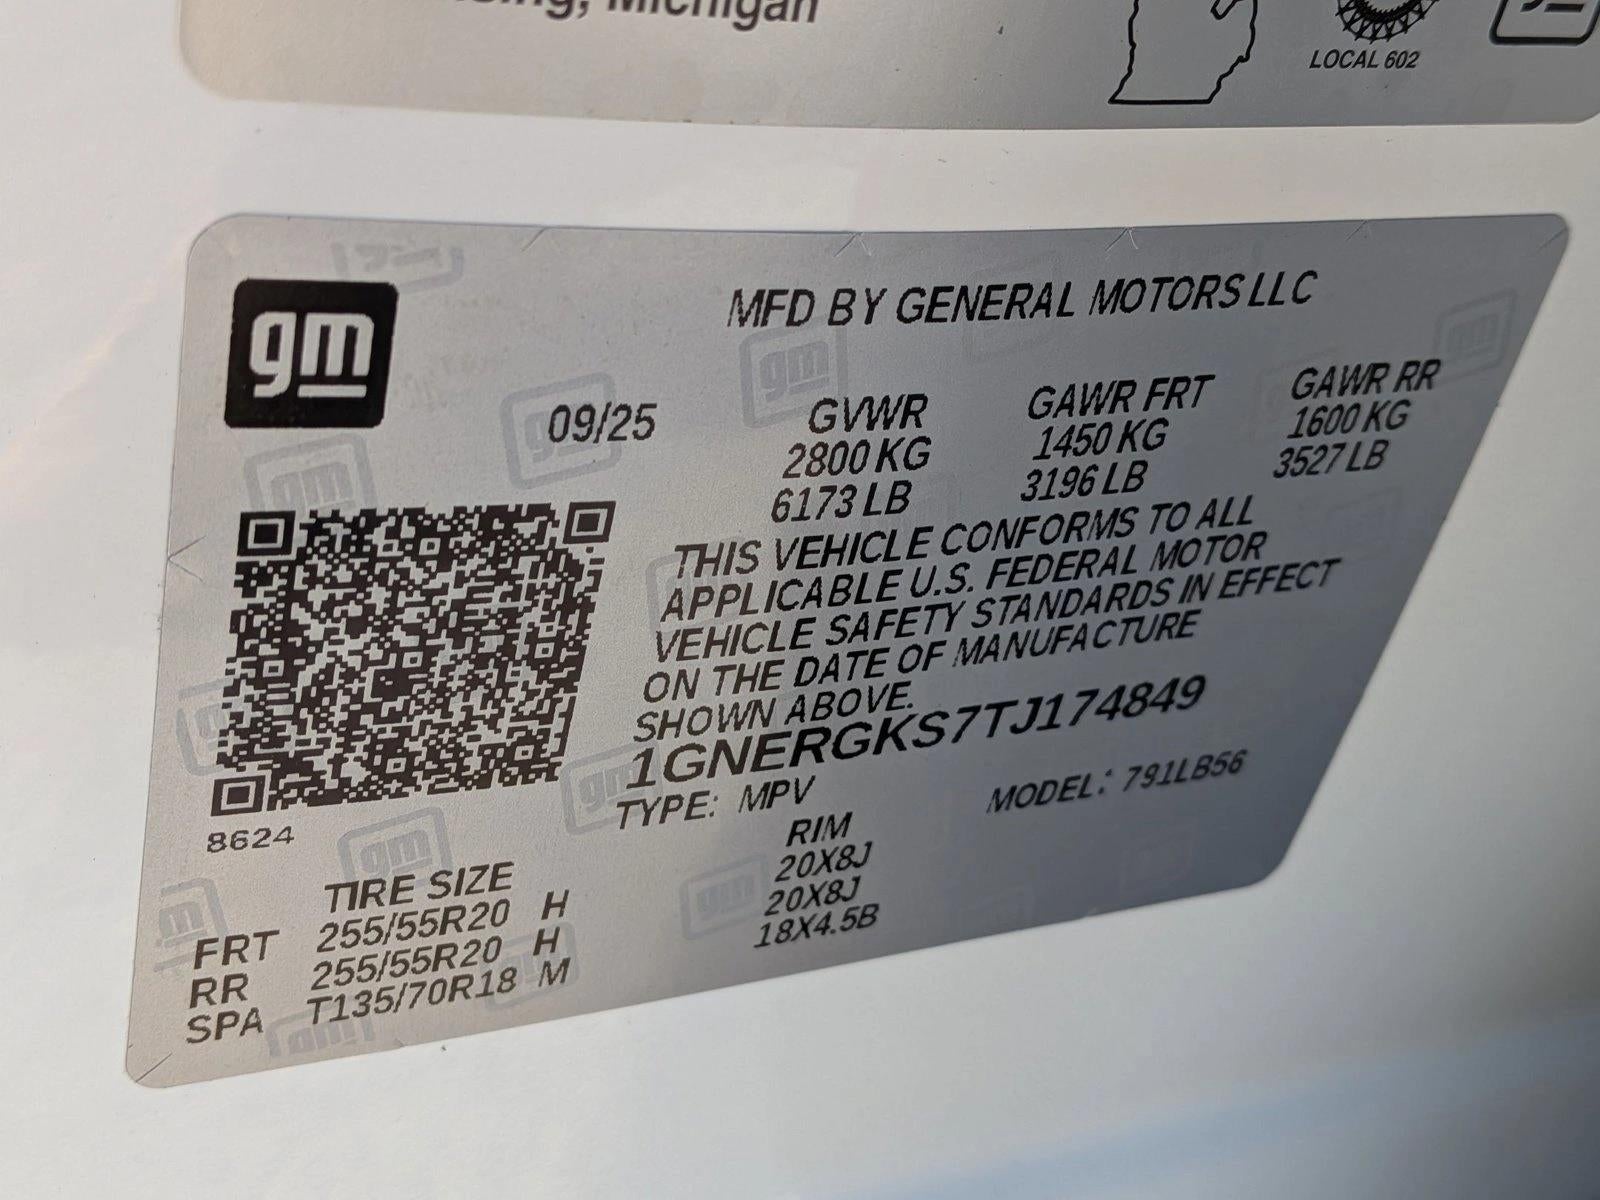 Michigan
LOCAL 602
gm
MFD BY GENERAL MOTORS LLC
09/25
GVWR GAWR FRT GAWR RR
2800 KG 1450 KG 1600 KG
6173 LB 3196 LB 3527 LB
THIS VEHICLE CONFORMS TO ALL
APPLICABLE U.S. FEDERAL MOTOR
VEHICLE SAFETY STANDARDS IN EFFECT
ON THE DATE OF MANUFACTURE
SHOWN ABOVE.
1GNERGKS7TJ174849
TYPE: MPV MODEL: 791LB56
8624
TIRE SIZE RIM
FRT 255/55R20 H 20X8J
RR 255/55R20 H 20X8J
SPA T135/70R18 M 18X4.5B